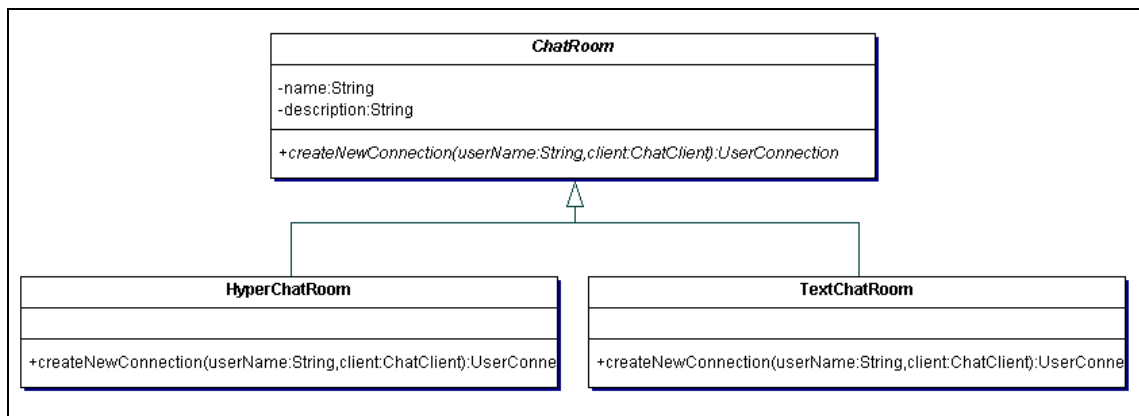 ChatRoom
-name:String
-description:String
+createNewConnection(userName:String,client:ChatClient):UserConnection
HyperChatRoom
+createNewConnection(userName:String,client:ChatClient):UserConne
TextChatRoom
+createNewConnection(userName:String,client:ChatClient):UserConne